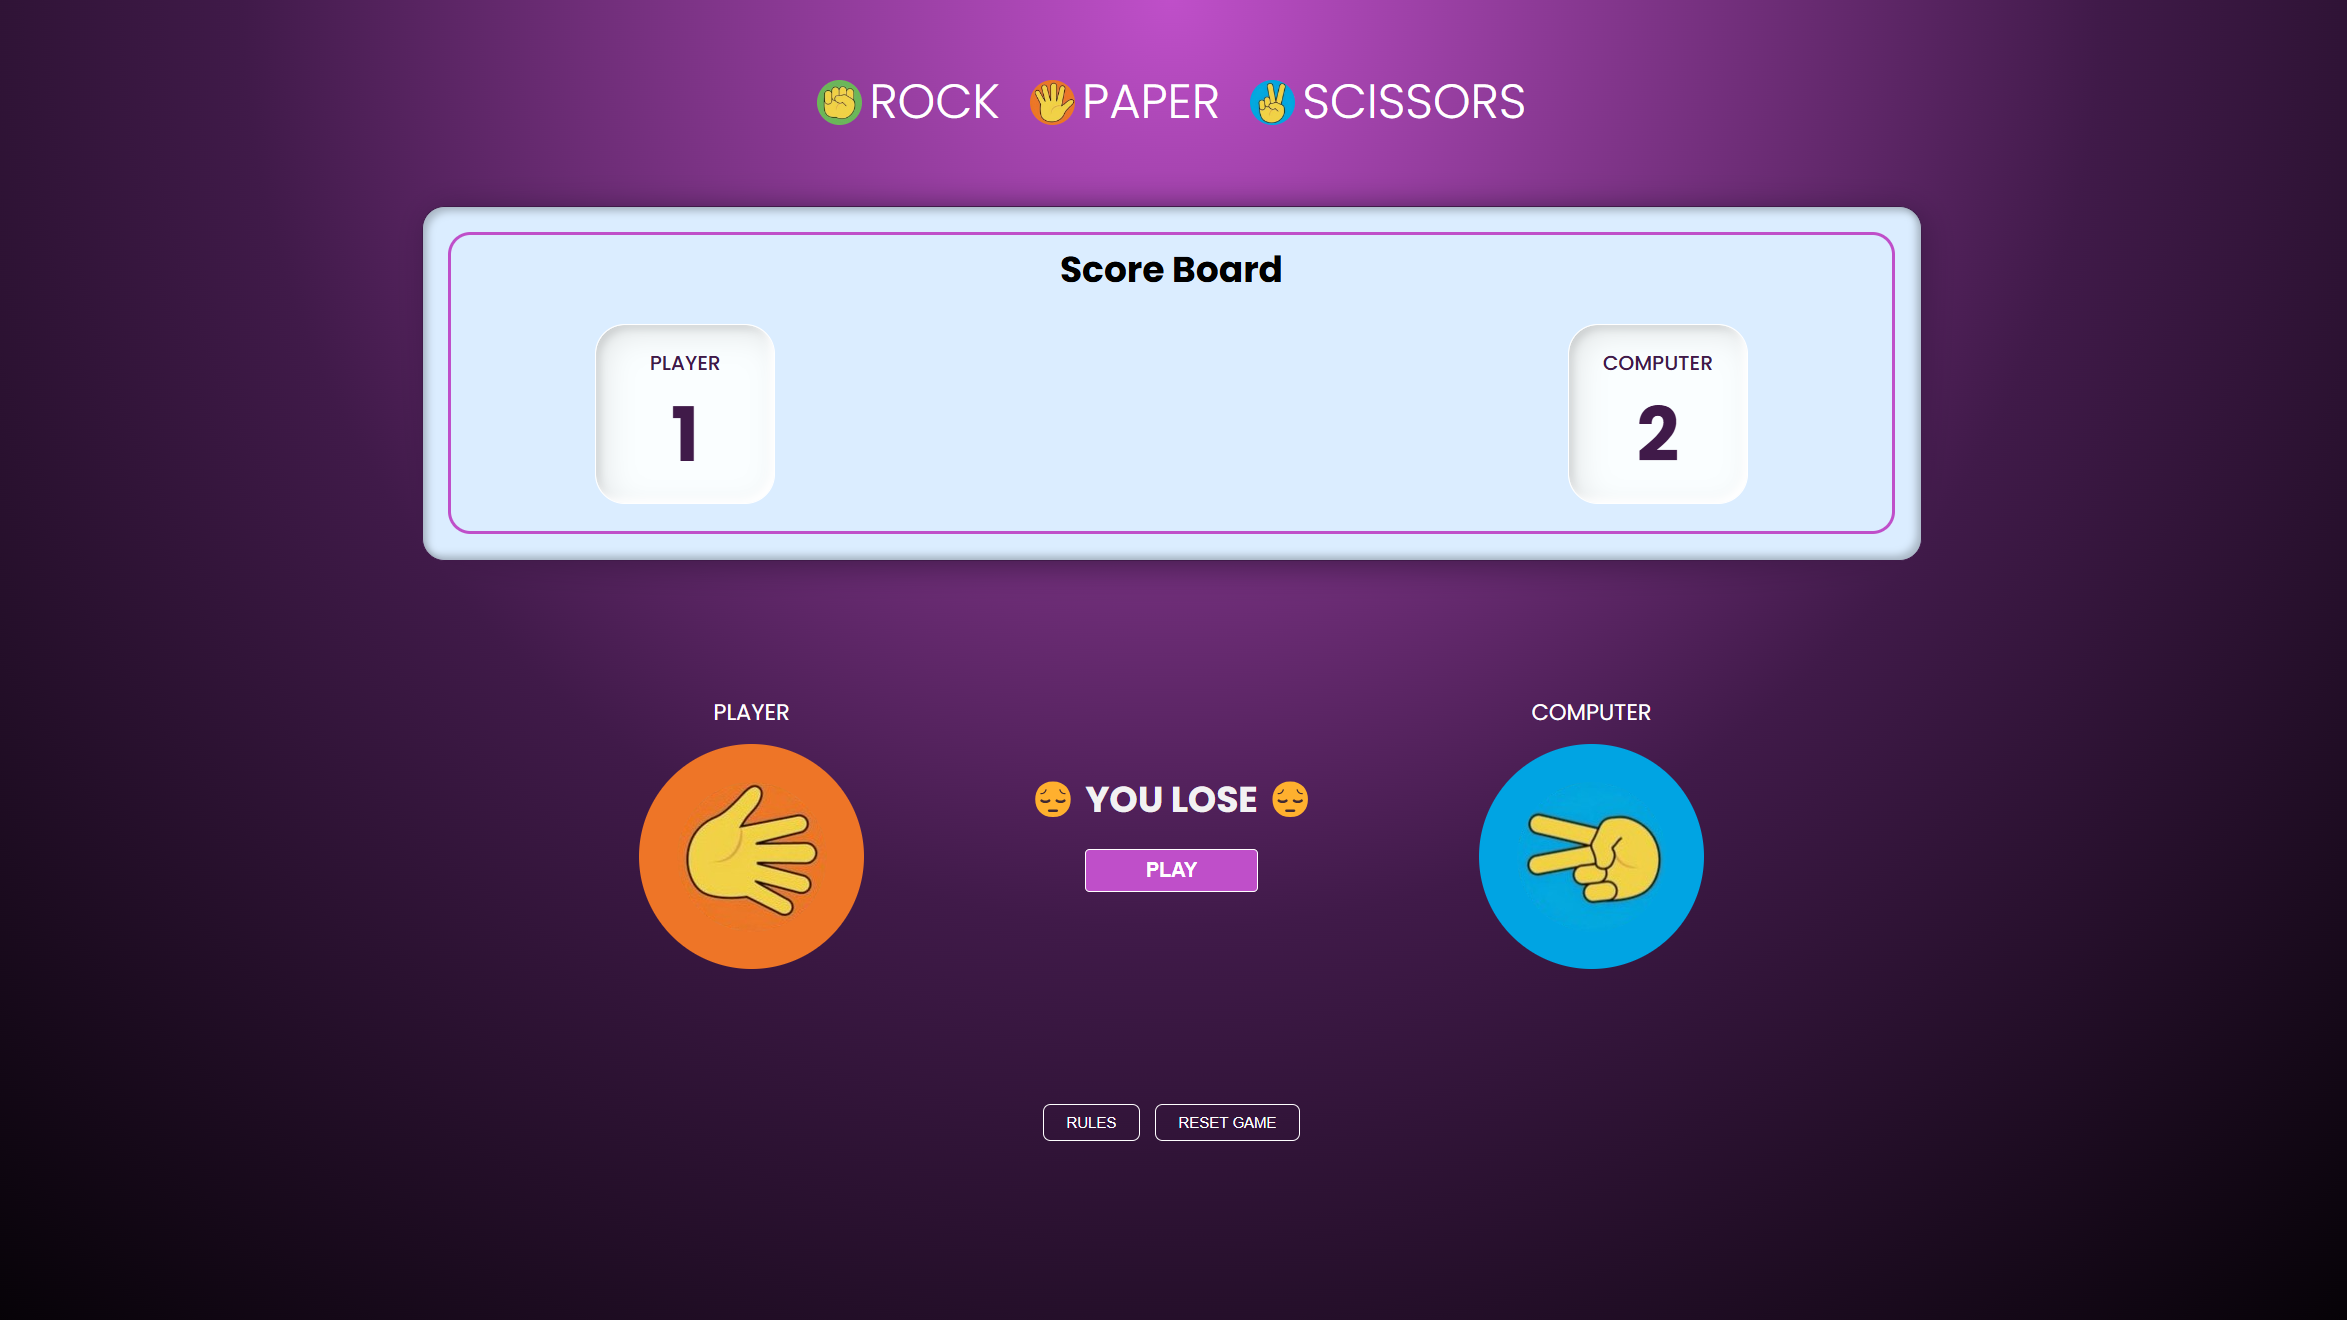 ROCK PAPER SCISSORS
Score Board
PLAYER COMPUTER
1 2
PLAYER COMPUTER
YOU LOSE
PLAY
RULES RESET GAME